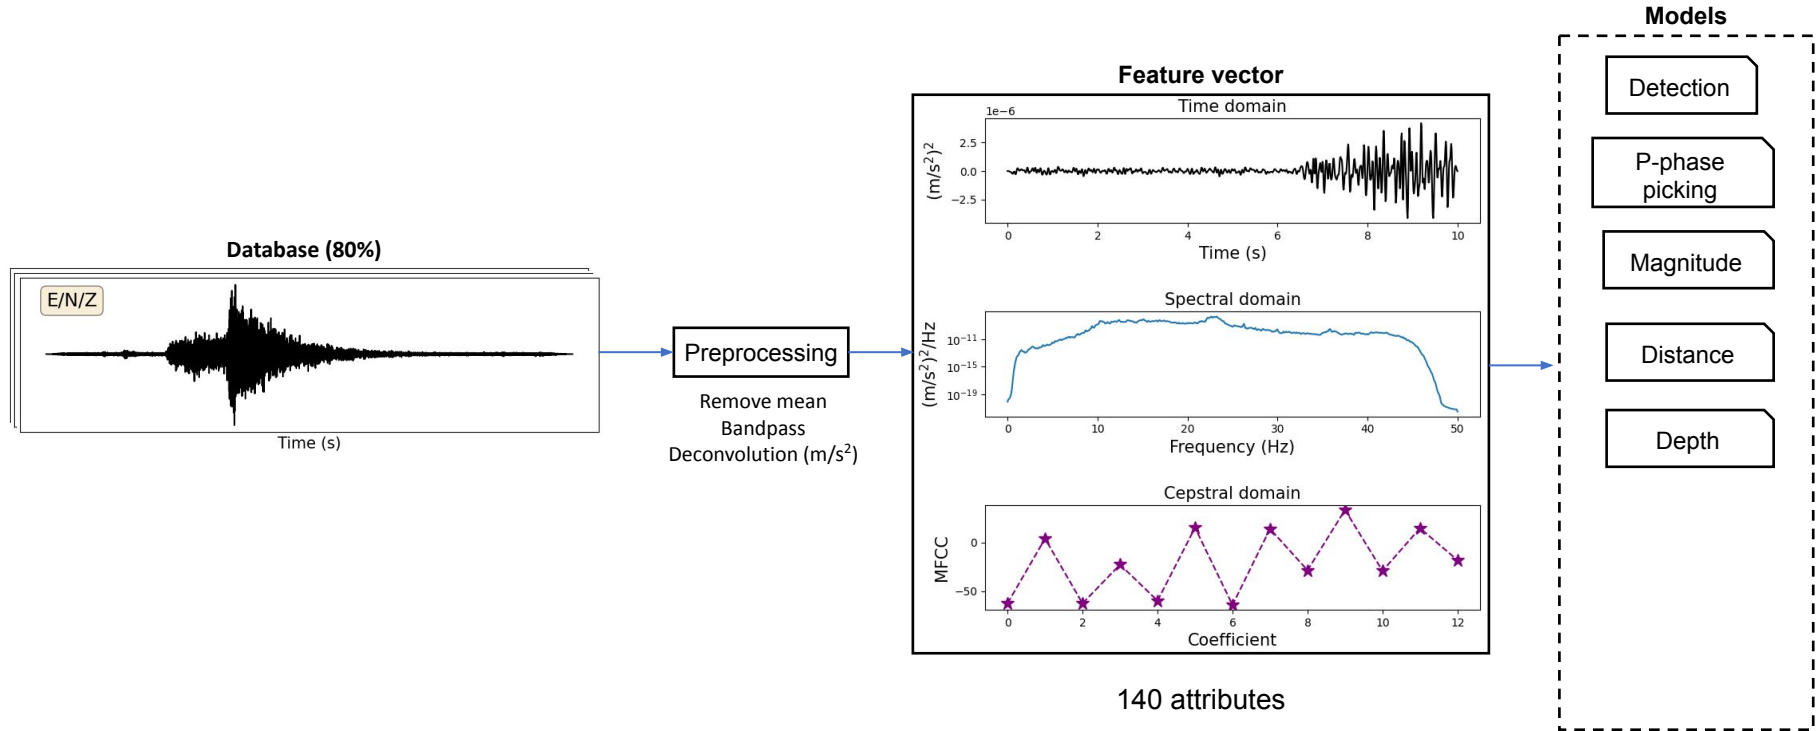 Database (80%)
E/N/Z
Time (s)
Preprocessing
Remove mean
Bandpass
Deconvolution (m/s²)
Feature vector
Time domain
1e−6
2.5
0.0
−2.5
(m/s²)²
0 2 4 6 8 10
Time (s)
Spectral domain
10⁻¹¹
10⁻¹⁵
10⁻¹⁹
(m/s²)²/Hz
0 10 20 30 40 50
Frequency (Hz)
Cepstral domain
0
−50
MFCC
0 2 4 6 8 10 12
Coefficient
140 attributes
Models
Detection
P-phase
picking
Magnitude
Distance
Depth